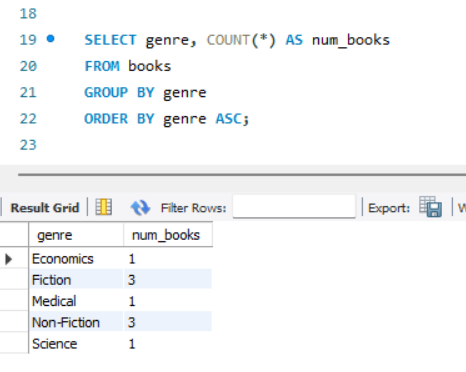 18
19 SELECT genre, COUNT(*) AS num_books
20 FROM books
21 GROUP BY genre
22 ORDER BY genre ASC;
23
Result Grid Filter Rows: Export: W
genre num_books
Economics 1
Fiction 3
Medical 1
Non-Fiction 3
Science 1